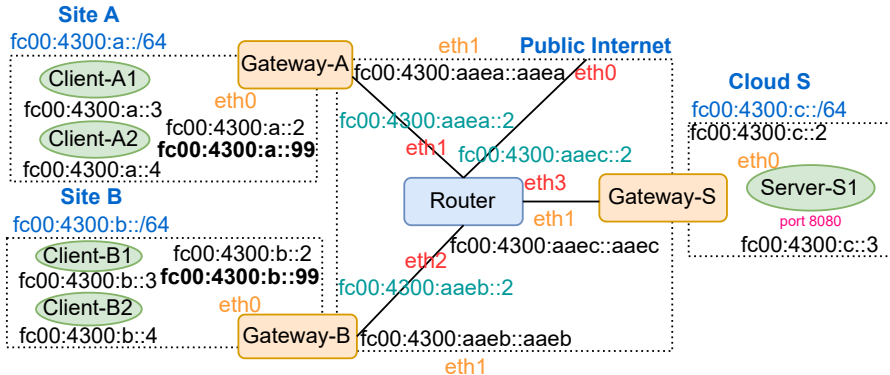 Site A
fc00:4300:a::/64
Client-A1
fc00:4300:a::3
Client-A2
fc00:4300:a::4
Gateway-A
eth0
fc00:4300:a::2
fc00:4300:a::99
eth1
Public Internet
fc00:4300:aaea::aaea
eth0
fc00:4300:aaea::2
eth1
fc00:4300:aaec::2
Router
eth3
eth1
Gateway-S
fc00:4300:aaec::aaec
eth2
fc00:4300:aaeb::2
Cloud S
fc00:4300:c::/64
fc00:4300:c::2
eth0
Server-S1
port 8080
fc00:4300:c::3
Site B
fc00:4300:b::/64
Client-B1
fc00:4300:b::3
Client-B2
fc00:4300:b::4
fc00:4300:b::2
fc00:4300:b::99
eth0
Gateway-B
fc00:4300:aaeb::aaeb
eth1